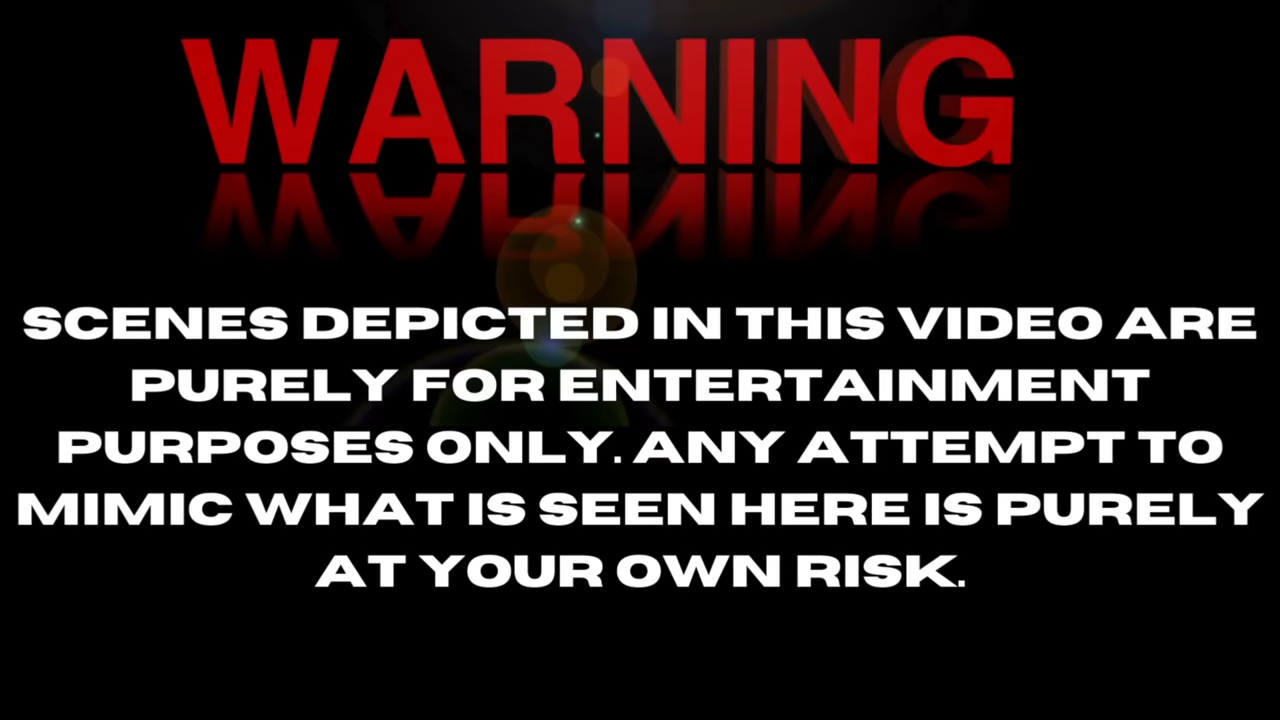 WARNING
SCENES DEPICTED IN THIS VIDEO ARE
PURELY FOR ENTERTAINMENT
PURPOSES ONLY. ANY ATTEMPT TO
MIMIC WHAT IS SEEN HERE IS PURELY
AT YOUR OWN RISK.